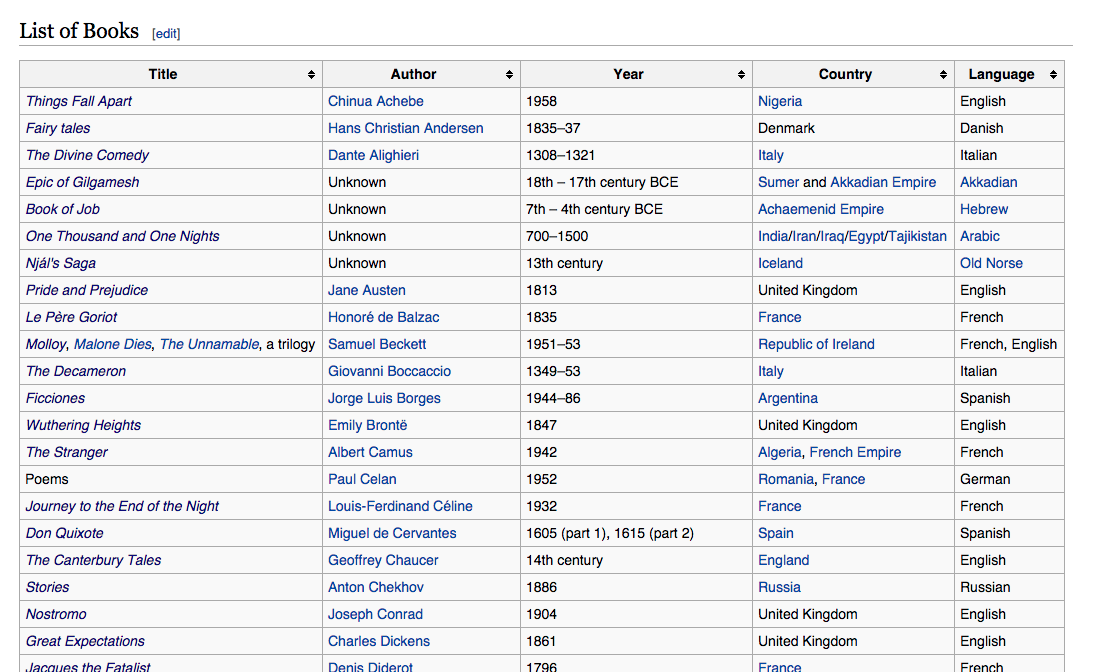 List of Books [edit]
Title Author Year Country Language
Things Fall Apart Chinua Achebe 1958 Nigeria English
Fairy tales Hans Christian Andersen 1835–37 Denmark Danish
The Divine Comedy Dante Alighieri 1308–1321 Italy Italian
Epic of Gilgamesh Unknown 18th – 17th century BCE Sumer and Akkadian Empire Akkadian
Book of Job Unknown 7th – 4th century BCE Achaemenid Empire Hebrew
One Thousand and One Nights Unknown 700–1500 India/Iran/Iraq/Egypt/Tajikistan Arabic
Njál's Saga Unknown 13th century Iceland Old Norse
Pride and Prejudice Jane Austen 1813 United Kingdom English
Le Père Goriot Honoré de Balzac 1835 France French
Molloy, Malone Dies, The Unnamable, a trilogy Samuel Beckett 1951–53 Republic of Ireland French, English
The Decameron Giovanni Boccaccio 1349–53 Italy Italian
Ficciones Jorge Luis Borges 1944–86 Argentina Spanish
Wuthering Heights Emily Brontë 1847 United Kingdom English
The Stranger Albert Camus 1942 Algeria, French Empire French
Poems Paul Celan 1952 Romania, France German
Journey to the End of the Night Louis-Ferdinand Céline 1932 France French
Don Quixote Miguel de Cervantes 1605 (part 1), 1615 (part 2) Spain Spanish
The Canterbury Tales Geoffrey Chaucer 14th century England English
Stories Anton Chekhov 1886 Russia Russian
Nostromo Joseph Conrad 1904 United Kingdom English
Great Expectations Charles Dickens 1861 United Kingdom English
Jacques the Fatalist Denis Diderot 1796 France French